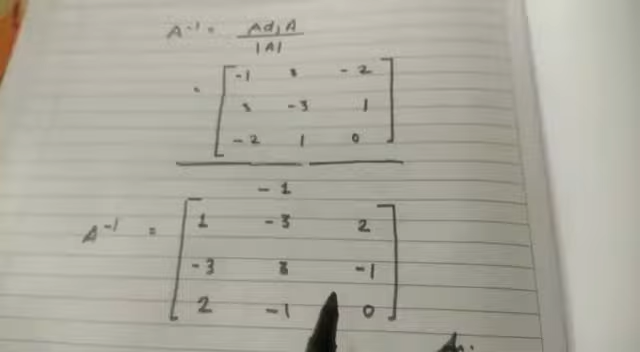 A⁻¹ = Adj A
|A|
= [ -1 3 -2
3 -3 1
-2 1 0 ]
-1
A⁻¹ = [ 1 -3 2
-3 3 -1
2 -1 0 ]